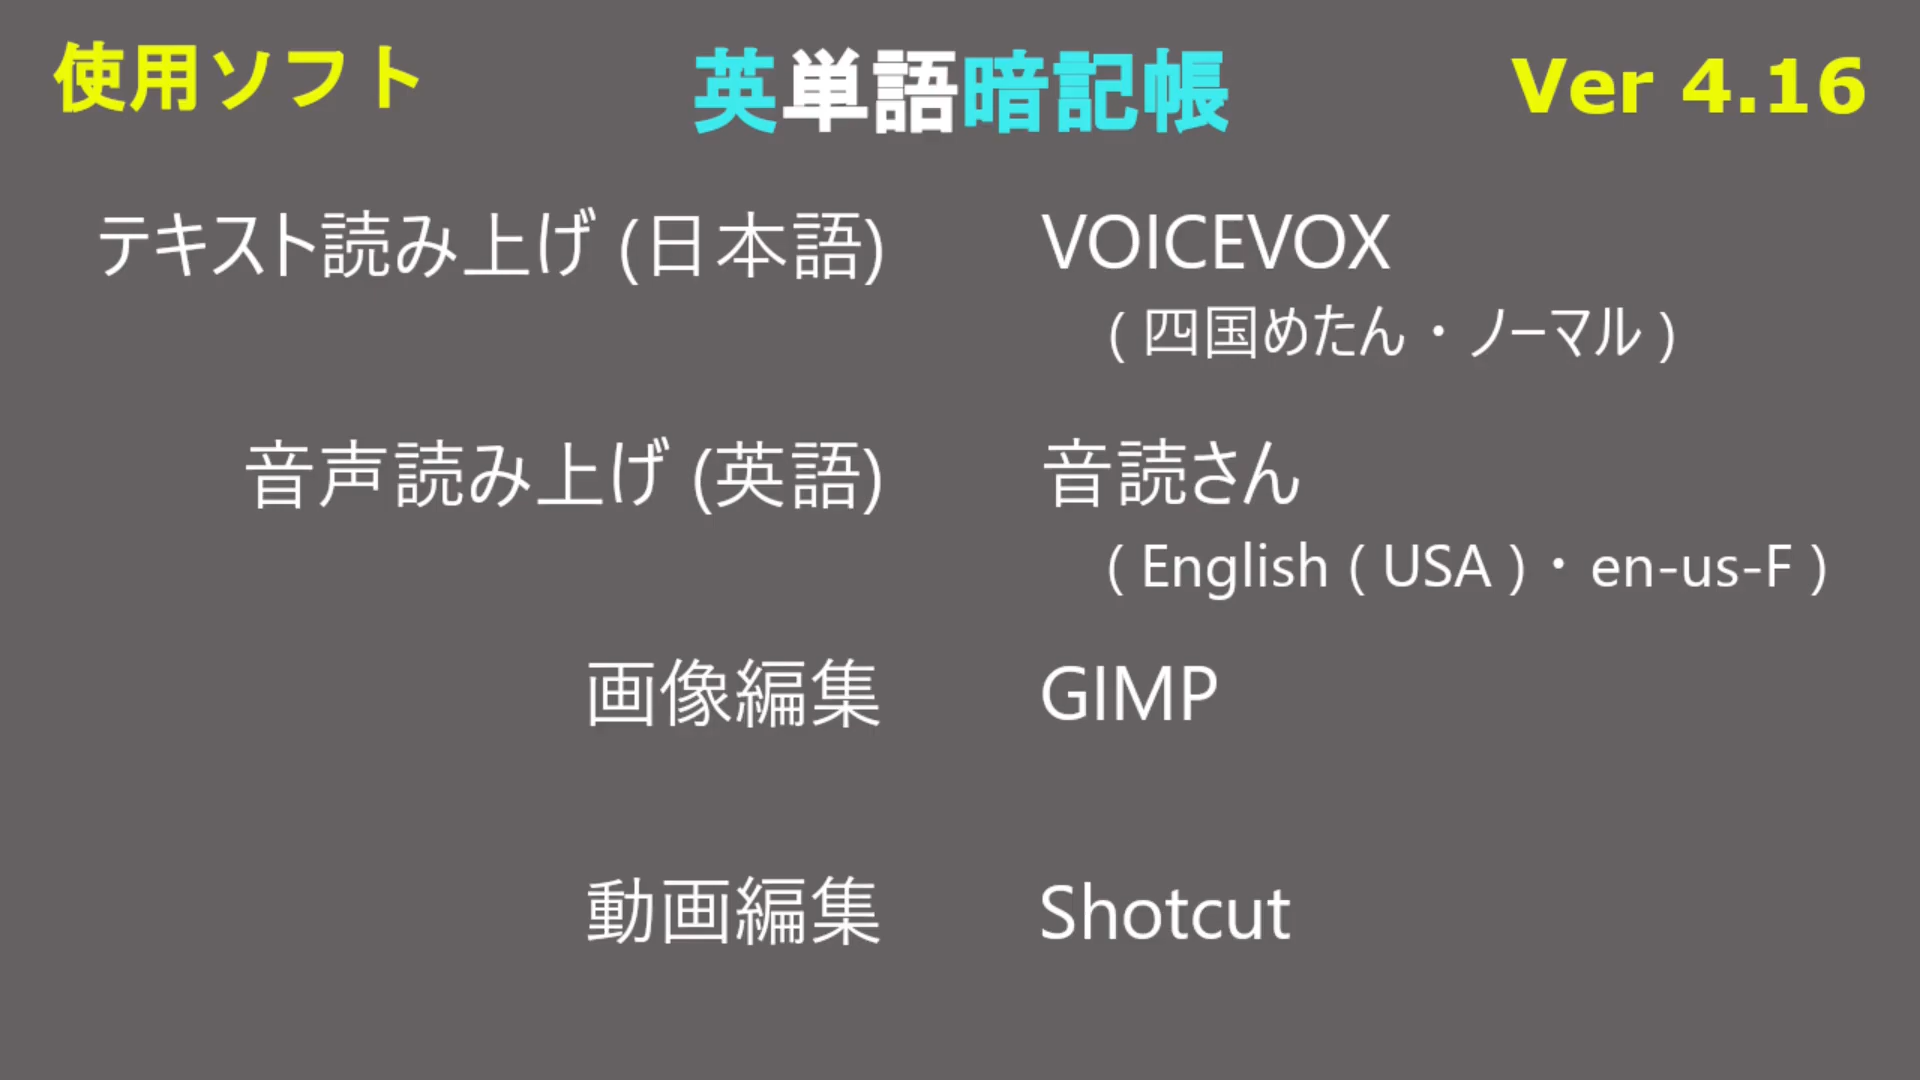 使用ソフト 英単語暗記帳 Ver 4.16
テキスト読み上げ (日本語) VOICEVOX
( 四国めたん・ノーマル )
音声読み上げ (英語) 音読さん
( English ( USA )・en-us-F )
画像編集 GIMP
動画編集 Shotcut